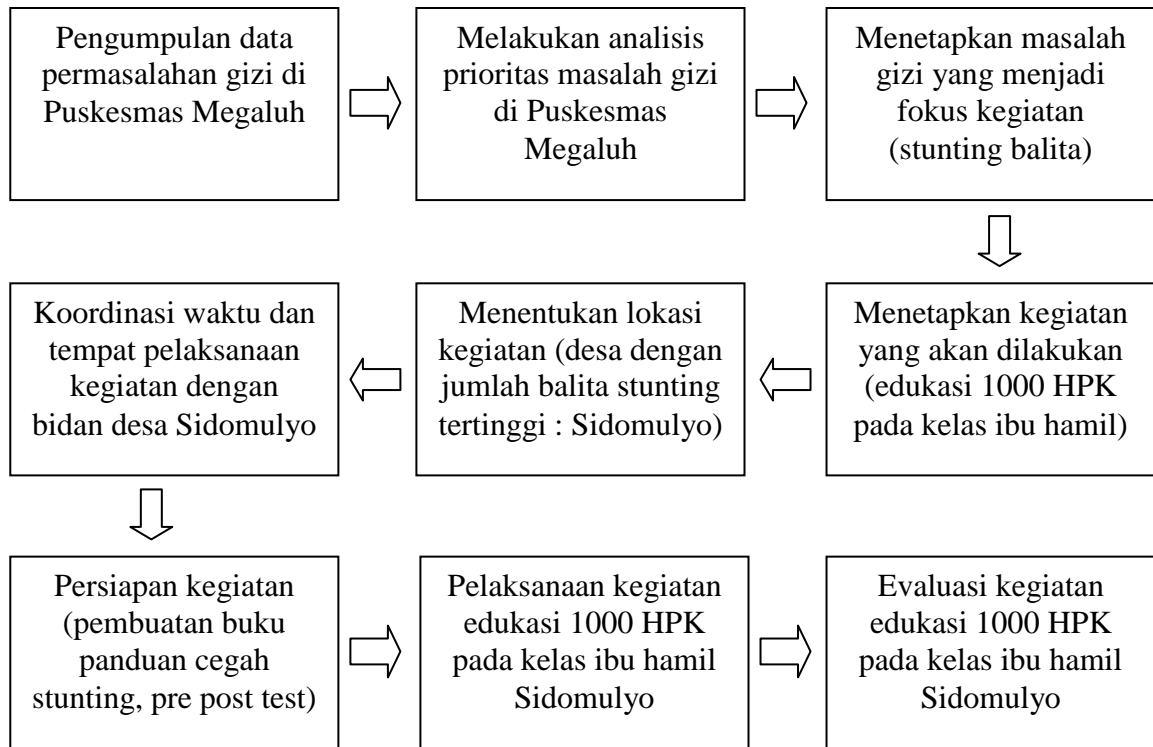 Pengumpulan data
permasalahan gizi di
Puskesmas Megaluh
Melakukan analisis
prioritas masalah gizi
di Puskesmas
Megaluh
Menetapkan masalah
gizi yang menjadi
fokus kegiatan
(stunting balita)
Menetapkan kegiatan
yang akan dilakukan
(edukasi 1000 HPK
pada kelas ibu hamil)
Menentukan lokasi
kegiatan (desa dengan
jumlah balita stunting
tertinggi : Sidomulyo)
Koordinasi waktu dan
tempat pelaksanaan
kegiatan dengan
bidan desa Sidomulyo
Persiapan kegiatan
(pembuatan buku
panduan cegah
stunting, pre post test)
Pelaksanaan kegiatan
edukasi 1000 HPK
pada kelas ibu hamil
Sidomulyo
Evaluasi kegiatan
edukasi 1000 HPK
pada kelas ibu hamil
Sidomulyo